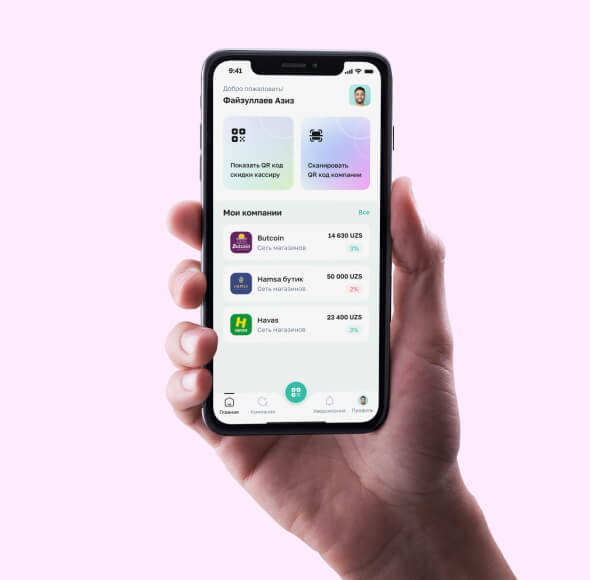 9:41
Добро пожаловать!
Файзуллаев Азиз
Показать QR код
скидки кассиру
Сканировать
QR код компании
Мои компании
Все
Butcoin
14 630 UZS
Сеть магазинов
3%
Hamsa бутик
50 000 UZS
Сеть магазинов
2%
Havas
23 400 UZS
Сеть магазинов
3%
Главная
Компании
Уведомления
Профиль